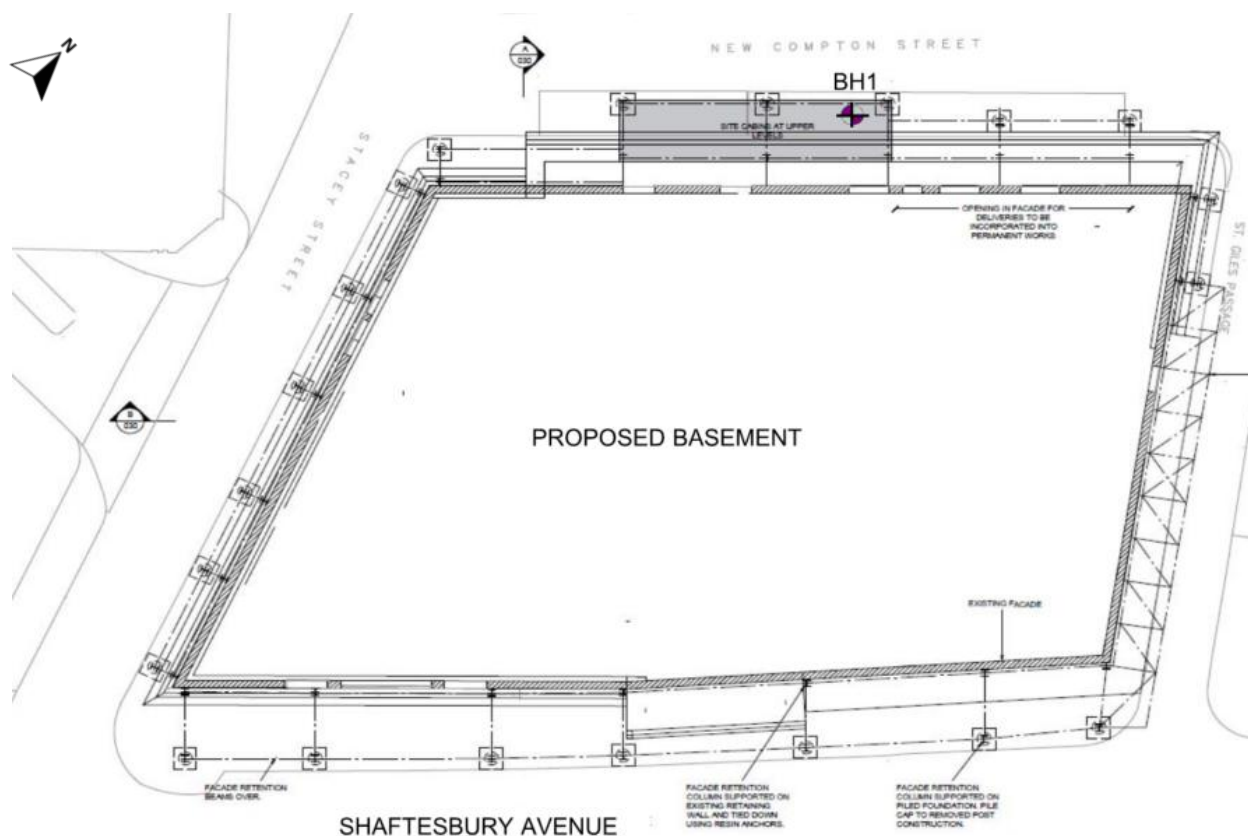 N
NEW COMPTON STREET
A
030
BH1
SITE CABINS AT UPPER
LEVELS
STACEY STREET
OPENING IN FACADE FOR
DELIVERIES TO BE
INCORPORATED INTO
PERMANENT WORKS
ST. GILES PASSAGE
B
030
PROPOSED BASEMENT
EXISTING FACADE
FACADE RETENTION
BEAMS OVER.
FACADE RETENTION
COLUMN SUPPORTED ON
EXISTING RETAINING
WALL AND TIED DOWN
USING RESIN ANCHORS.
FACADE RETENTION
COLUMN SUPPORTED ON
PILED FOUNDATION. PILE
CAP TO REMOVED POST
CONSTRUCTION.
SHAFTESBURY AVENUE